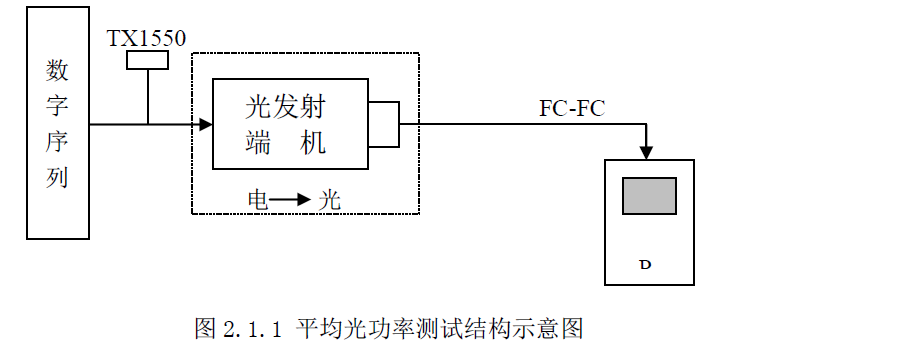 数
字
序
列
TX1550
光发射
端 机
电 光
FC-FC
图 2.1.1 平均光功率测试结构示意图